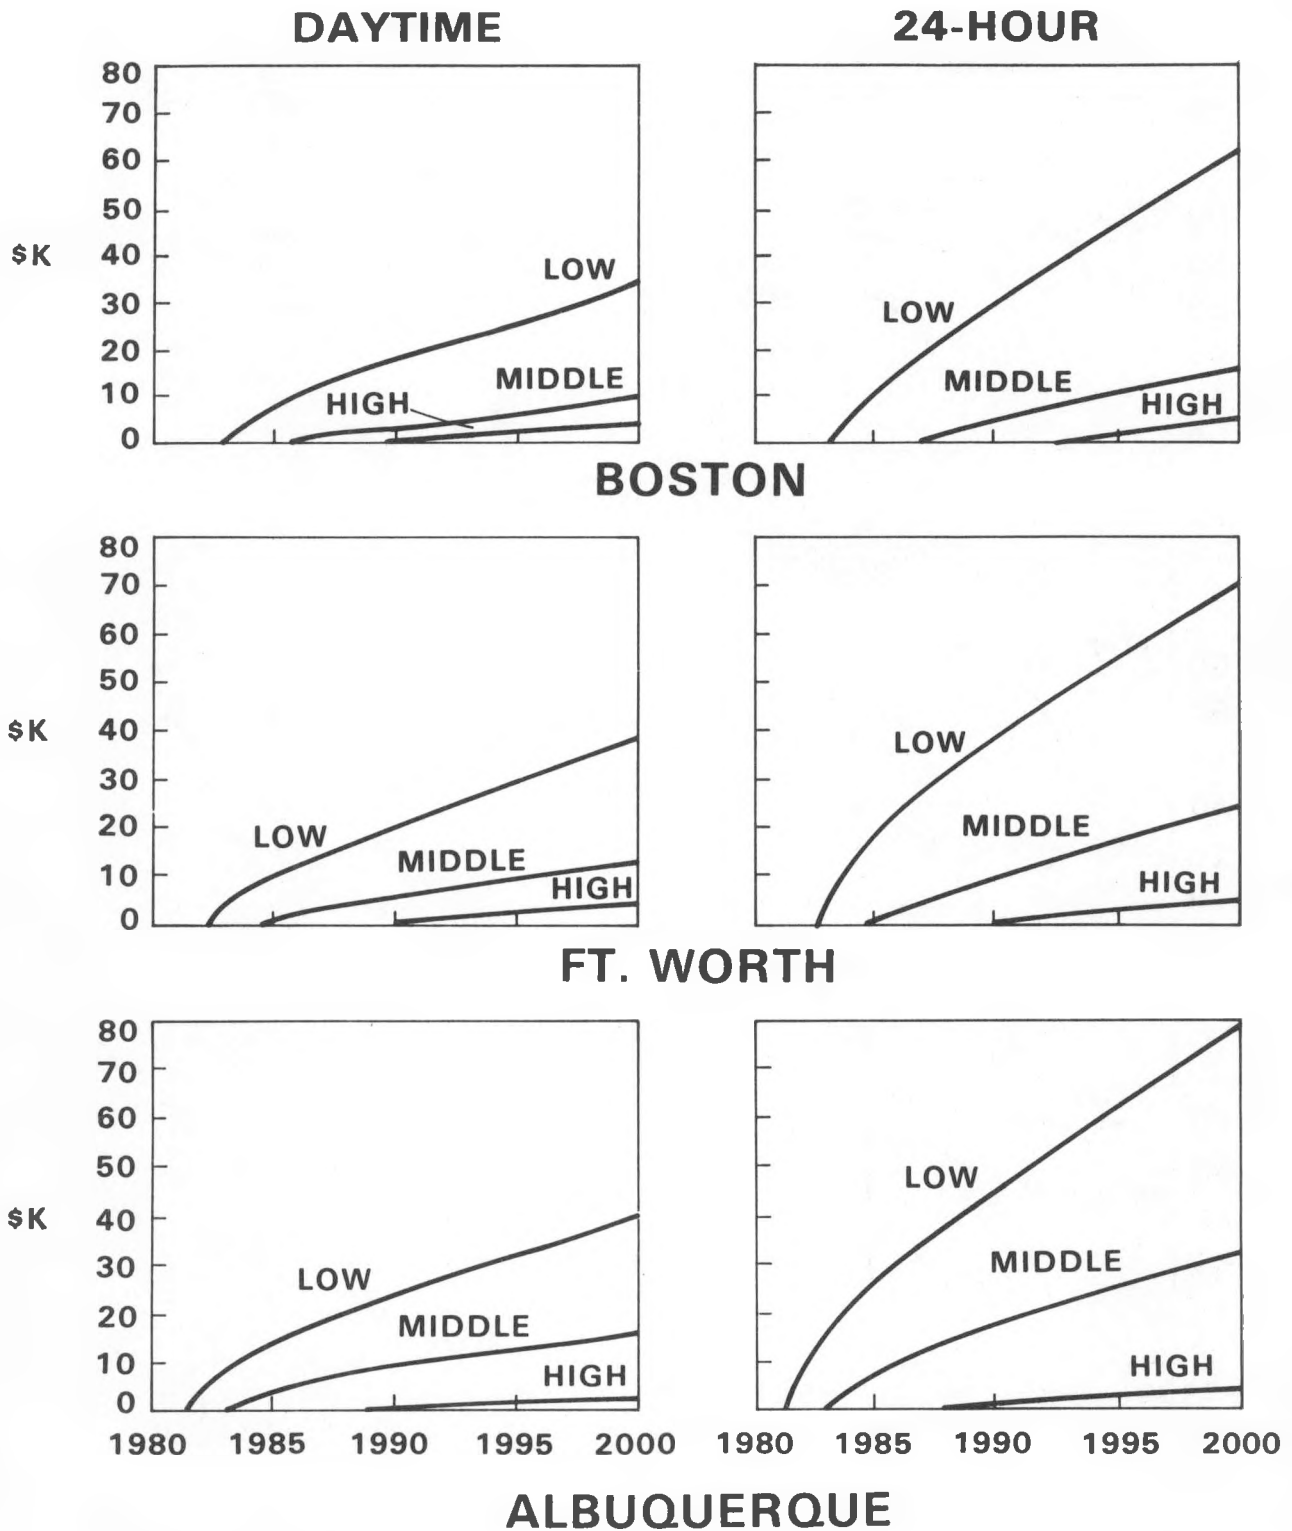 DAYTIME 24-HOUR
80
70
60
50
$K 40
30
20
10
0
LOW
MIDDLE
HIGH
LOW
MIDDLE
HIGH
BOSTON
80
70
60
50
$K 40
30
20
10
0
LOW
MIDDLE
HIGH
LOW
MIDDLE
HIGH
FT. WORTH
80
70
60
50
$K 40
30
20
10
0
LOW
MIDDLE
HIGH
LOW
MIDDLE
HIGH
1980 1985 1990 1995 2000 1980 1985 1990 1995 2000
ALBUQUERQUE